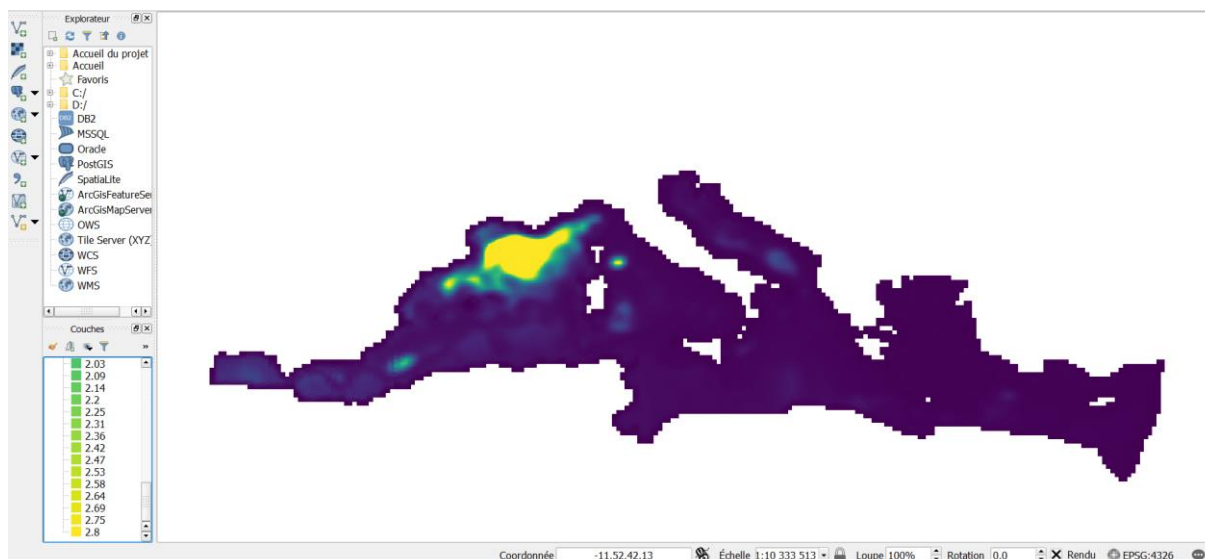 Explorateur
Accueil du projet
Accueil
Favoris
C:/
D:/
DB2
MSSQL
Oracle
PostGIS
SpatiaLite
ArcGisFeatureSer
ArcGisMapServer
OWS
Tile Server (XYZ)
WCS
WFS
WMS
Couches
»
2.03
2.09
2.14
2.2
2.25
2.31
2.36
2.42
2.47
2.53
2.58
2.64
2.69
2.75
2.8
Coordonnée -11.52,42.13 Échelle 1:10 333 513 Loupe 100% Rotation 0.0 Rendu EPSG:4326